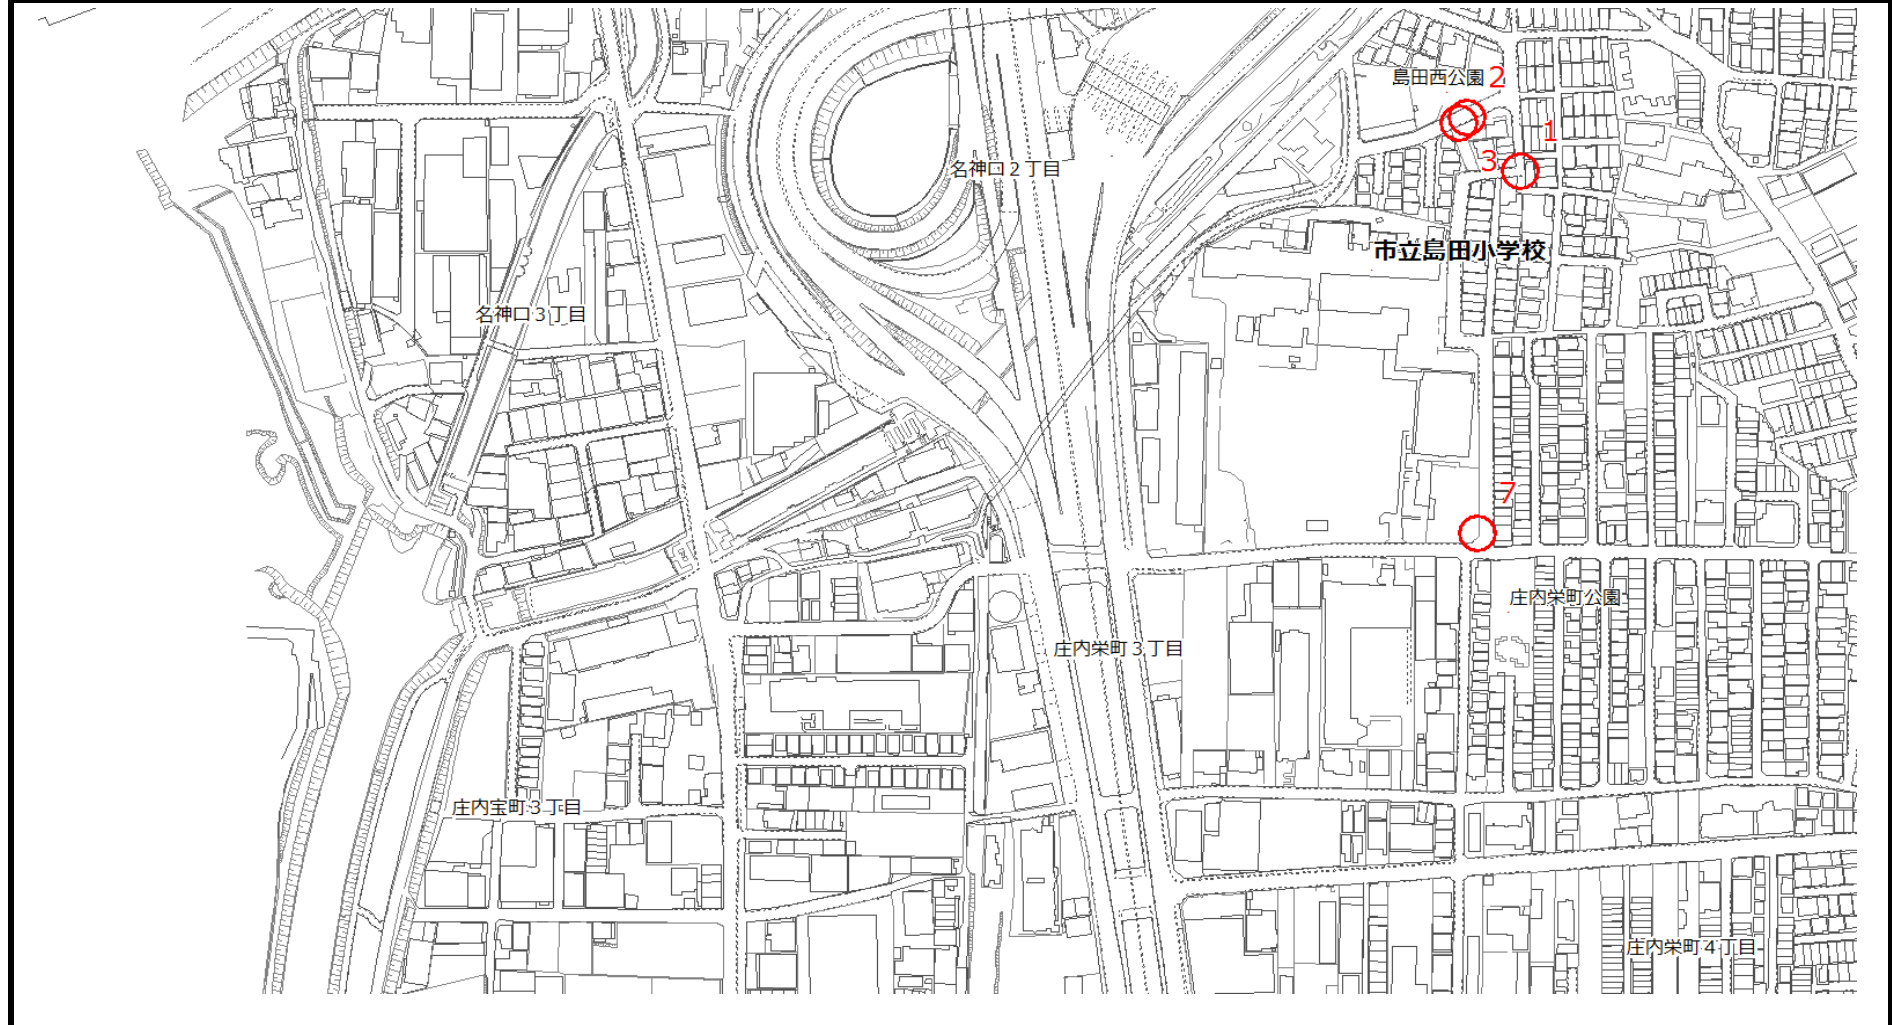 島田西公園 2
1
名神口2丁目
3
市立島田小学校
名神口3丁目
7
庄内栄町公園
庄内栄町3丁目
庄内宝町3丁目
庄内栄町4丁目